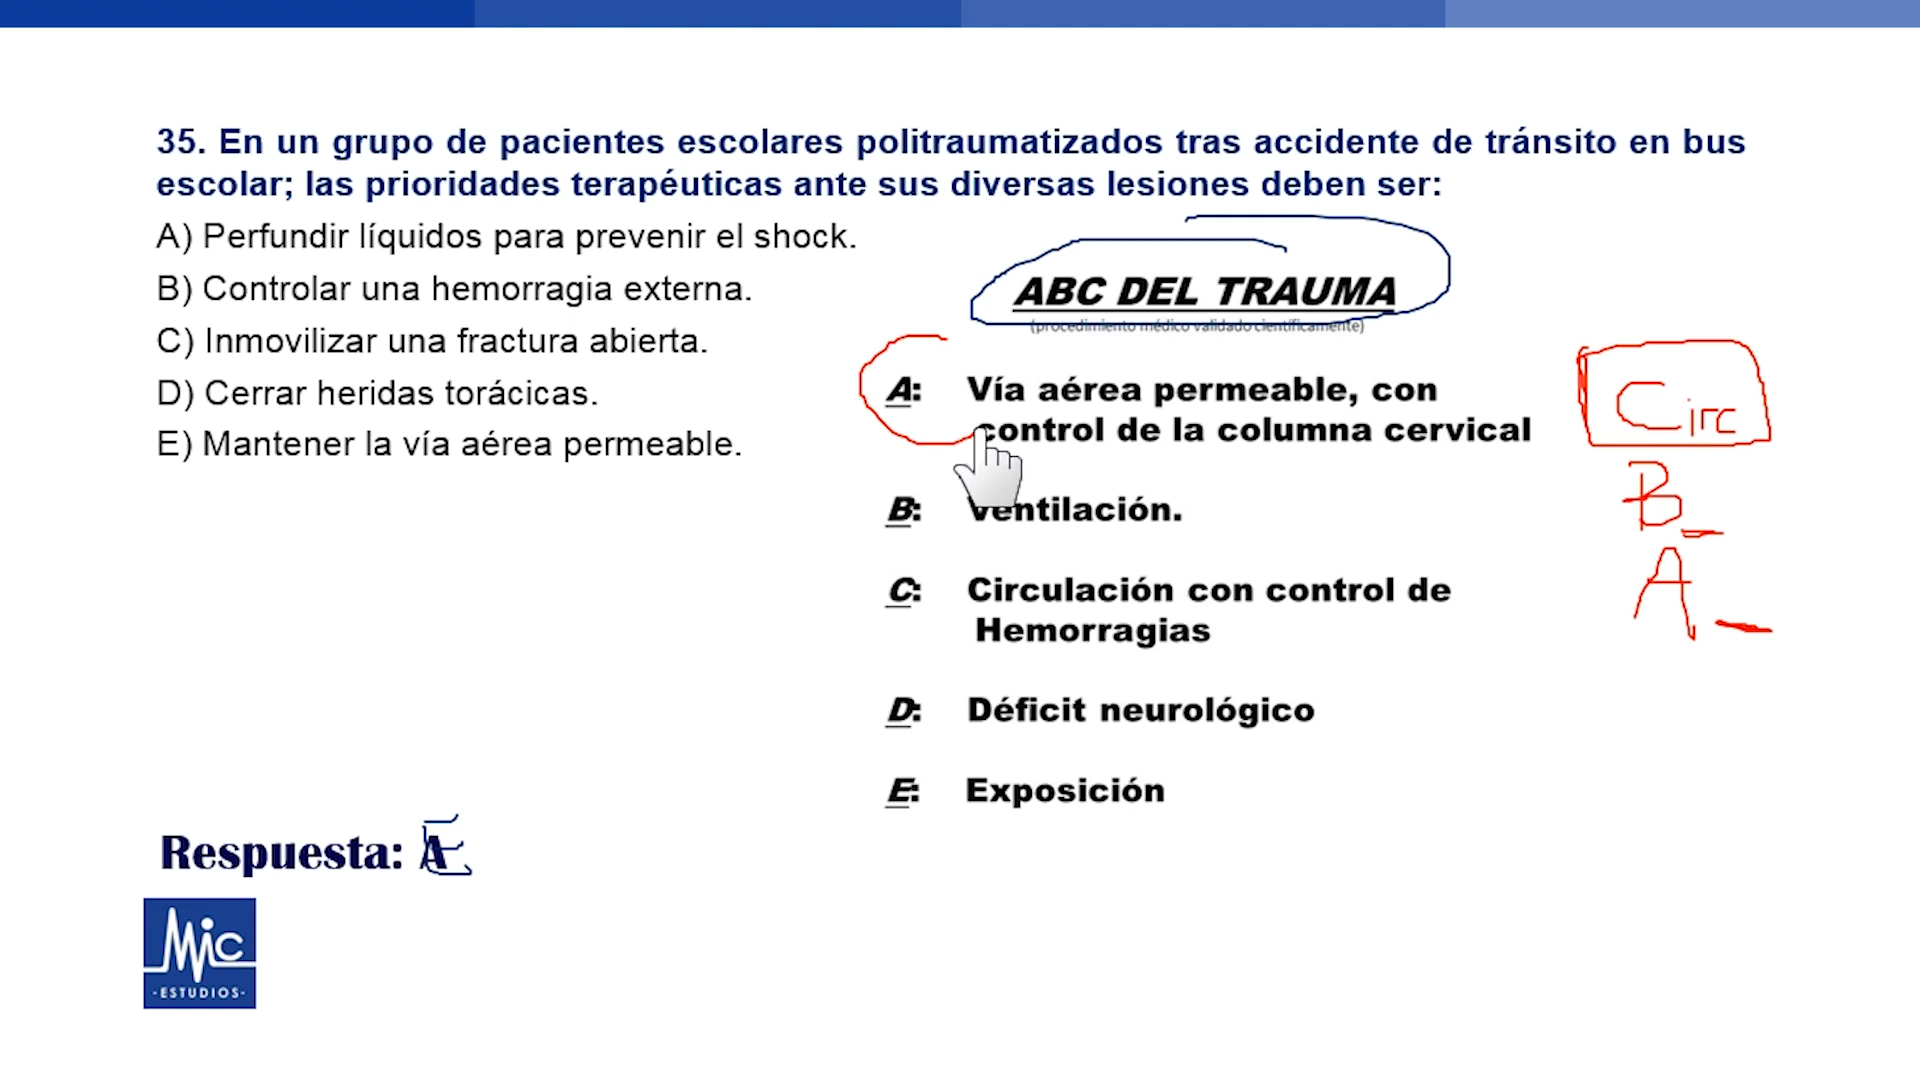 35. En un grupo de pacientes escolares politraumatizados tras accidente de tránsito en bus
escolar; las prioridades terapéuticas ante sus diversas lesiones deben ser:
A) Perfundir líquidos para prevenir el shock.
B) Controlar una hemorragia externa.
C) Inmovilizar una fractura abierta.
D) Cerrar heridas torácicas.
E) Mantener la vía aérea permeable.
ABC DEL TRAUMA
(procedimiento médico validado científicamente)
A: Vía aérea permeable, con
control de la columna cervical
B: Ventilación.
C: Circulación con control de
Hemorragias
D: Déficit neurológico
E: Exposición
Circ
B
A
Respuesta: A E
Mic
·ESTUDIOS·